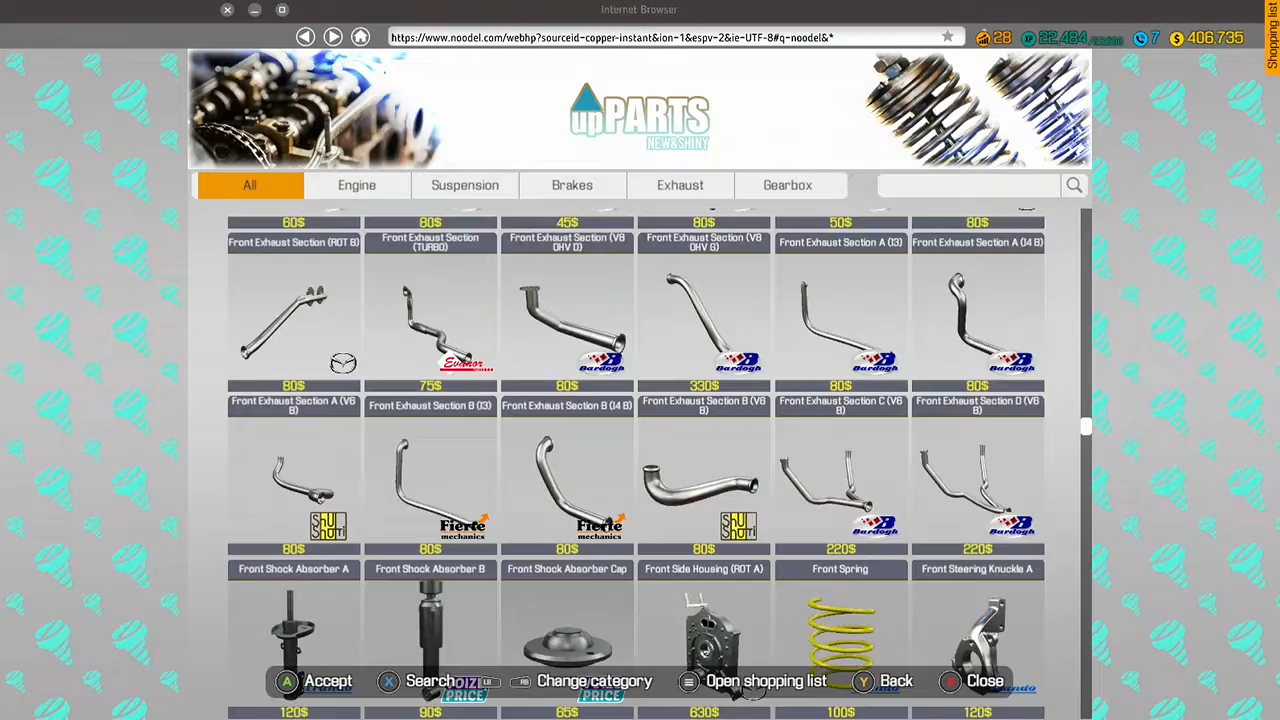 Internet Browser
https://www.noodel.com/webhp?sourceid-copper-instant&ion-1&espv-2&ie-UTF-8#q-noodel&*
28
22,484
7
406,735
Shopping list
upPARTS
NEW&SHINY
All
Engine
Suspension
Brakes
Exhaust
Gearbox
60$
80$
45$
80$
50$
80$
Front Exhaust Section (ROT B)
Front Exhaust Section (TURBO)
Front Exhaust Section (V8 OHV D)
Front Exhaust Section (V8 OHV G)
Front Exhaust Section A (I3)
Front Exhaust Section A (I4 B)
Evanor
Bardogh
Bardogh
Bardogh
Bardogh
80$
75$
80$
330$
80$
80$
Front Exhaust Section A (V6 B)
Front Exhaust Section B (I3)
Front Exhaust Section B (I4 B)
Front Exhaust Section B (V6 B)
Front Exhaust Section C (V6 B)
Front Exhaust Section D (V6 B)
Fierte mechanics
Fierte mechanics
Bardogh
Bardogh
80$
80$
80$
80$
220$
220$
Front Shock Absorber A
Front Shock Absorber B
Front Shock Absorber Cap
Front Side Housing (ROT A)
Front Spring
Front Steering Knuckle A
PRICE
PRICE
A Accept
X Search
LB RB Change category
Open shopping list
Y Back
B Close
120$
90$
65$
630$
100$
120$